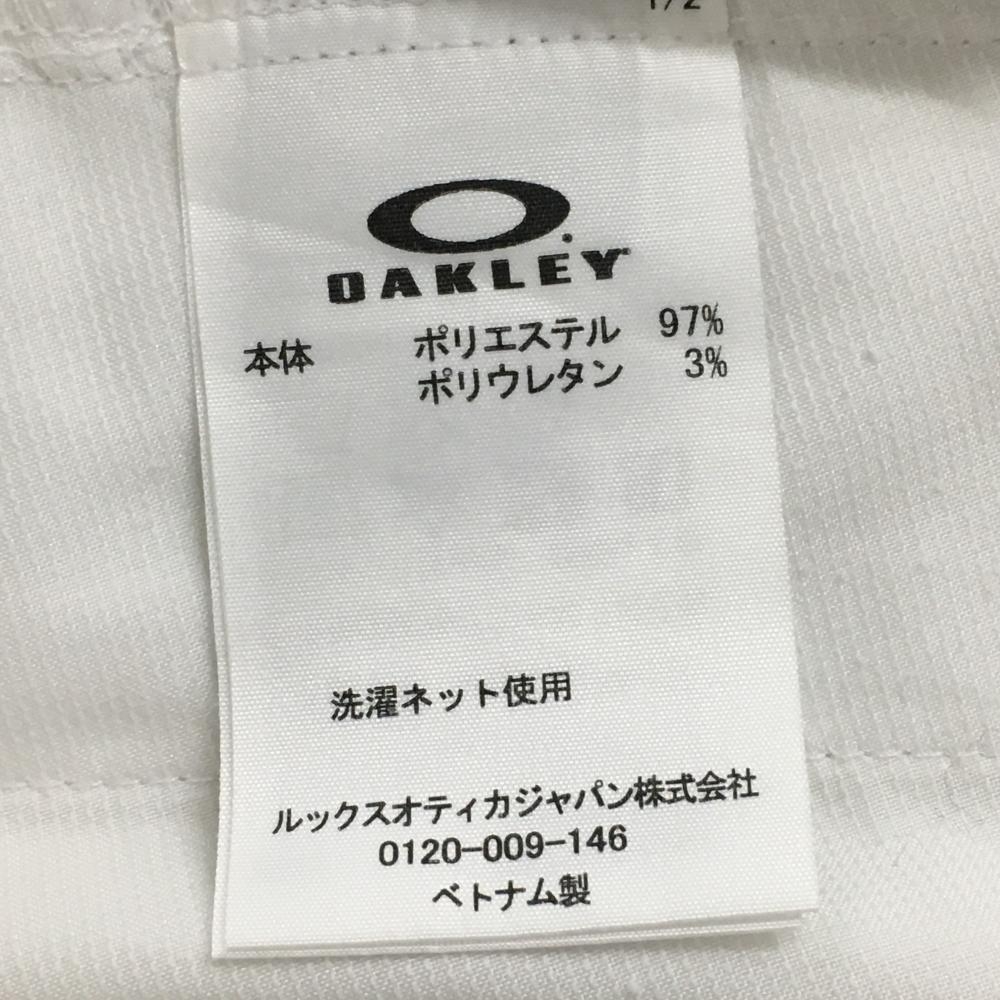 1/2
OAKLEY
本体 ポリエステル 97%
ポリウレタン 3%
洗濯ネット使用
ルックスオティカジャパン株式会社
0120-009-146
ベトナム製